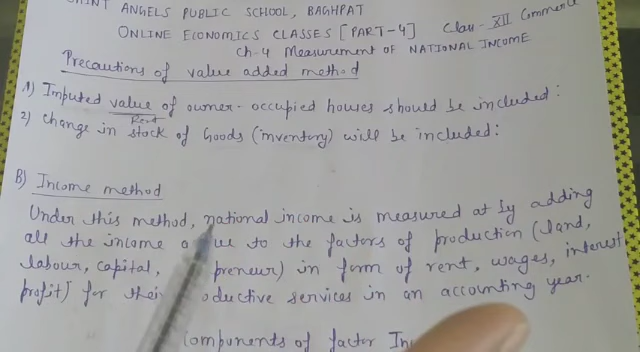 ANGELS PUBLIC SCHOOL, BAGHPAT
ONLINE ECONOMICS CLASSES [PART-4] Class - XII Commerce
Ch-4 Measurement OF NATIONAL INCOME
Precautions of value added method
1) Imputed value of owner-occupied houses should be included:
Rent
2) Change in stock of Goods (inventory) will be included:
B) Income method
Under this method, national income is measured at by adding
all the income to the factors of production (land,
labour, capital, preneur) in form of rent, wages, interest
profit) for their oductive services in an accounting year.
Components of factor